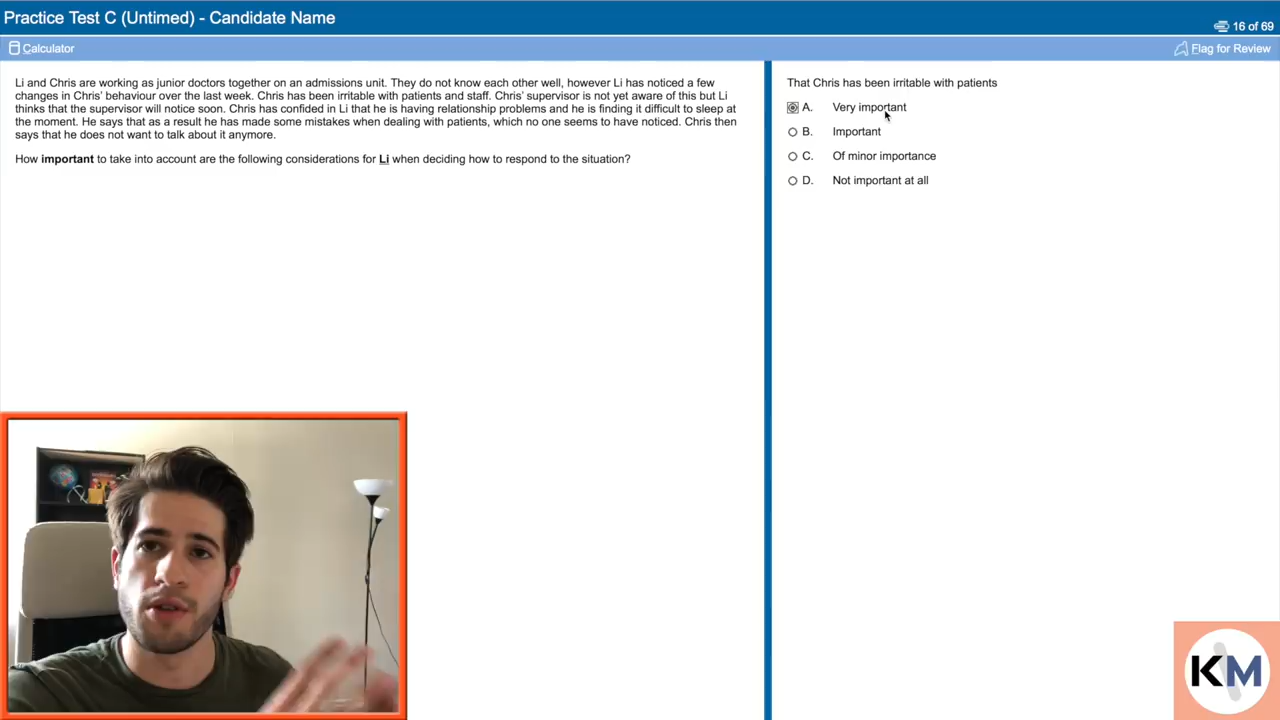 Practice Test C (Untimed) - Candidate Name
16 of 69
Calculator
Flag for Review
Li and Chris are working as junior doctors together on an admissions unit. They do not know each other well, however Li has noticed a few
changes in Chris' behaviour over the last week. Chris has been irritable with patients and staff. Chris' supervisor is not yet aware of this but Li
thinks that the supervisor will notice soon. Chris has confided in Li that he is having relationship problems and he is finding it difficult to sleep at
the moment. He says that as a result he has made some mistakes when dealing with patients, which no one seems to have noticed. Chris then
says that he does not want to talk about it anymore.
How important to take into account are the following considerations for Li when deciding how to respond to the situation?
That Chris has been irritable with patients
A. Very important
B. Important
C. Of minor importance
D. Not important at all
KM